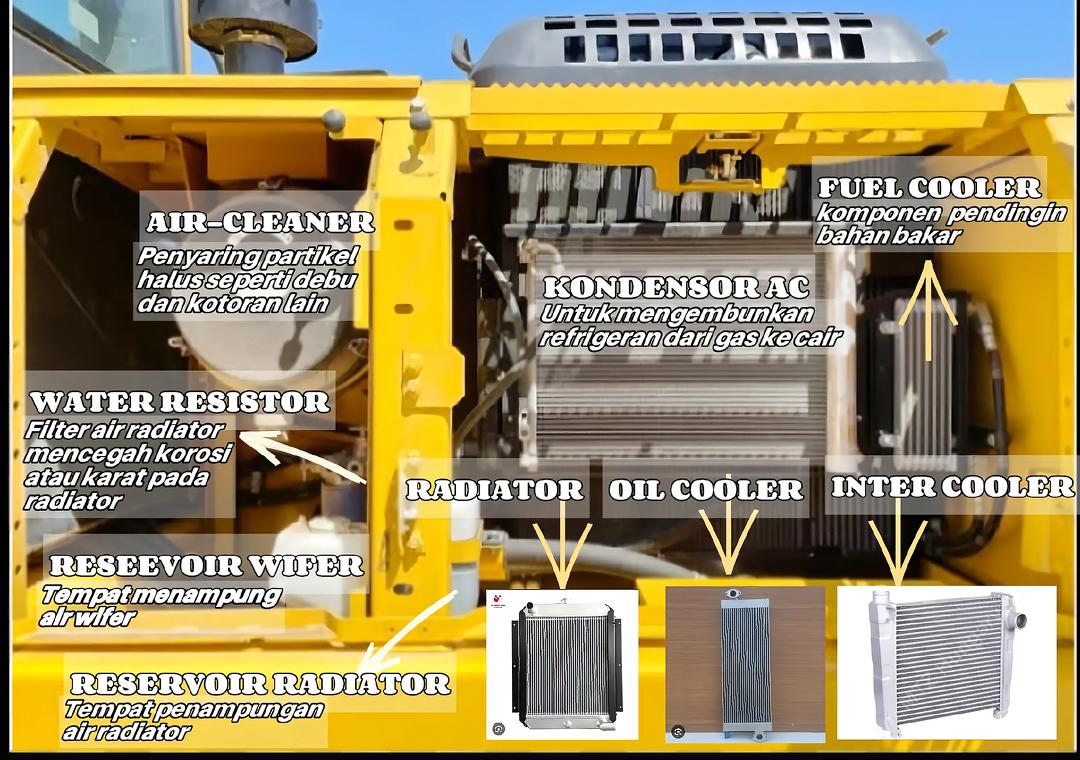 FUEL COOLER
komponen pendingin
bahan bakar
AIR-CLEANER
Penyaring partikel
halus seperti debu
dan kotoran lain
KONDENSOR AC
Untuk mengembunkan
refrigeran dari gas ke cair
WATER RESISTOR
Filter air radiator
mencegah korosi
atau karat pada
radiator
RADIATOR
OIL COOLER
INTER COOLER
RESEEVOIR WIFER
Tempat menampung
air wifer
RESERVOIR RADIATOR
Tempat penampungan
air radiator